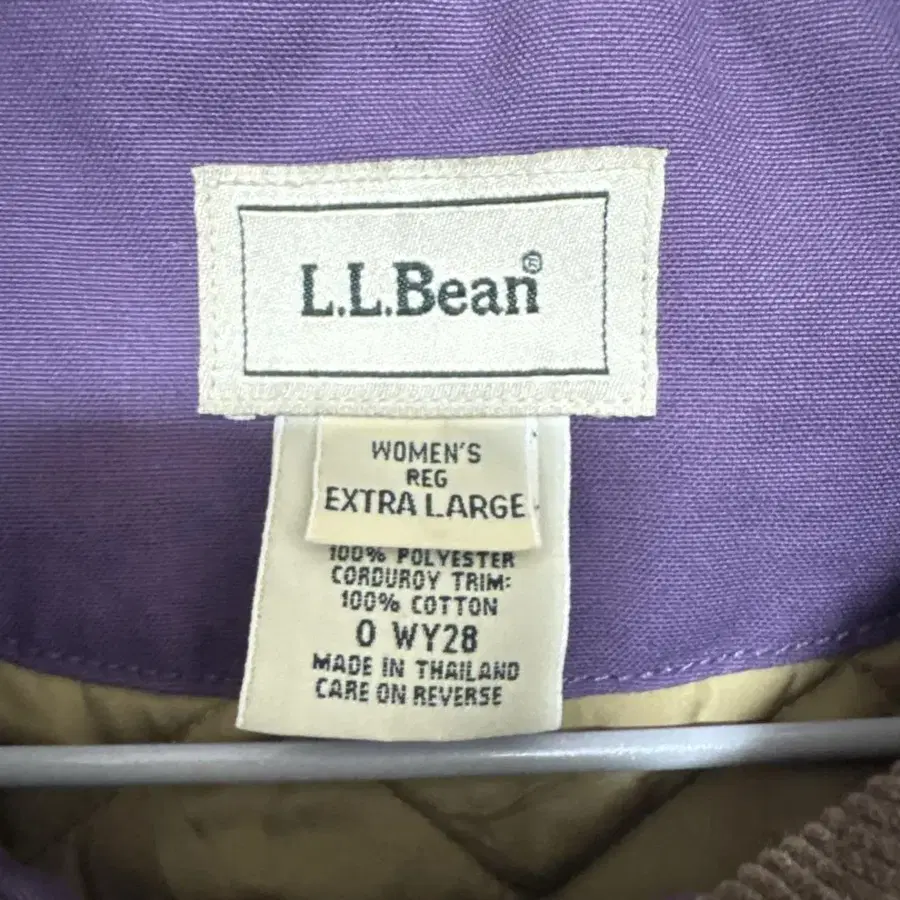 L.L.Bean®
WOMEN'S
REG
EXTRA LARGE
100% POLYESTER
CORDUROY TRIM:
100% COTTON
0 WY28
MADE IN THAILAND
CARE ON REVERSE